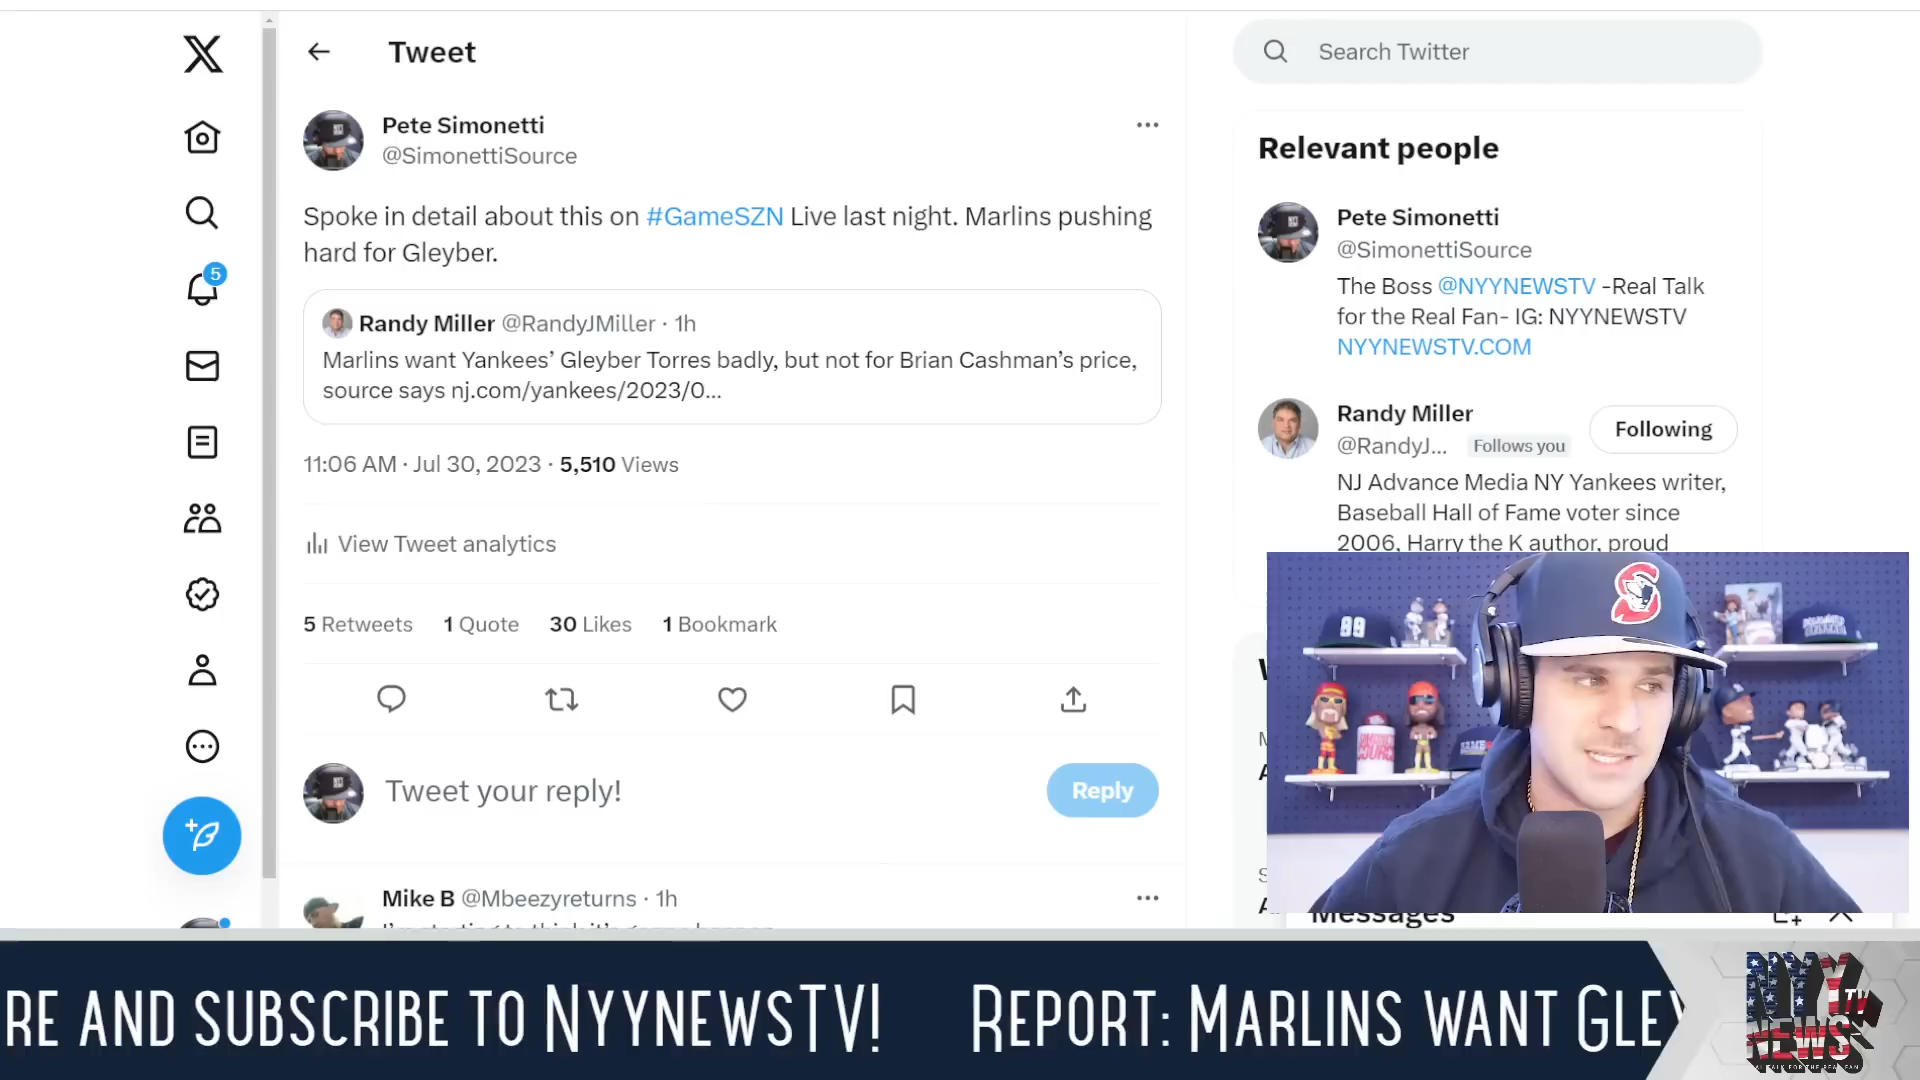 Tweet
Search Twitter
Pete Simonetti
@SimonettiSource
Spoke in detail about this on #GameSZN Live last night. Marlins pushing
hard for Gleyber.
Randy Miller @RandyJMiller · 1h
Marlins want Yankees’ Gleyber Torres badly, but not for Brian Cashman’s price,
source says nj.com/yankees/2023/0...
11:06 AM · Jul 30, 2023 · 5,510 Views
View Tweet analytics
5 Retweets 1 Quote 30 Likes 1 Bookmark
Tweet your reply!
Reply
Mike B @Mbeezyreturns · 1h
5
Relevant people
Pete Simonetti
@SimonettiSource
The Boss @NYYNEWSTV -Real Talk
for the Real Fan- IG: NYYNEWSTV
NYYNEWSTV.COM
Randy Miller
@RandyJ... Follows you
Following
NJ Advance Media NY Yankees writer,
Baseball Hall of Fame voter since
2006, Harry the K author, proud
99
S
Messages
RE AND SUBSCRIBE TO NYYNEWSTV! REPORT: MARLINS WANT GLEY
NYY
TV
NEWS